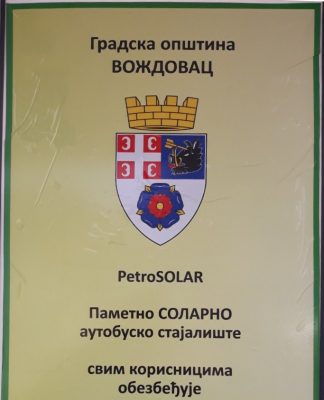 Градска општина
ВОЖДОВАЦ
PetroSOLAR
Паметно СОЛАРНО
аутобуско стајалиште
свим корисницима
обезбеђује